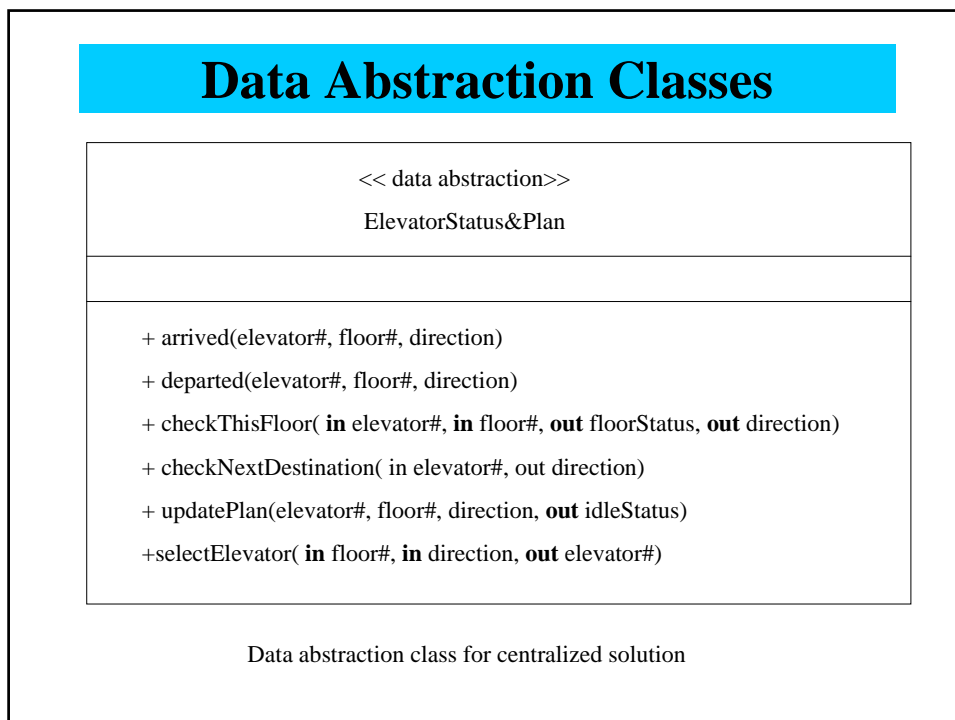 Data Abstraction Classes
<< data abstraction>>
ElevatorStatus&Plan
+ arrived(elevator#, floor#, direction)
+ departed(elevator#, floor#, direction)
+ checkThisFloor( in elevator#, in floor#, out floorStatus, out direction)
+ checkNextDestination( in elevator#, out direction)
+ updatePlan(elevator#, floor#, direction, out idleStatus)
+selectElevator( in floor#, in direction, out elevator#)
Data abstraction class for centralized solution